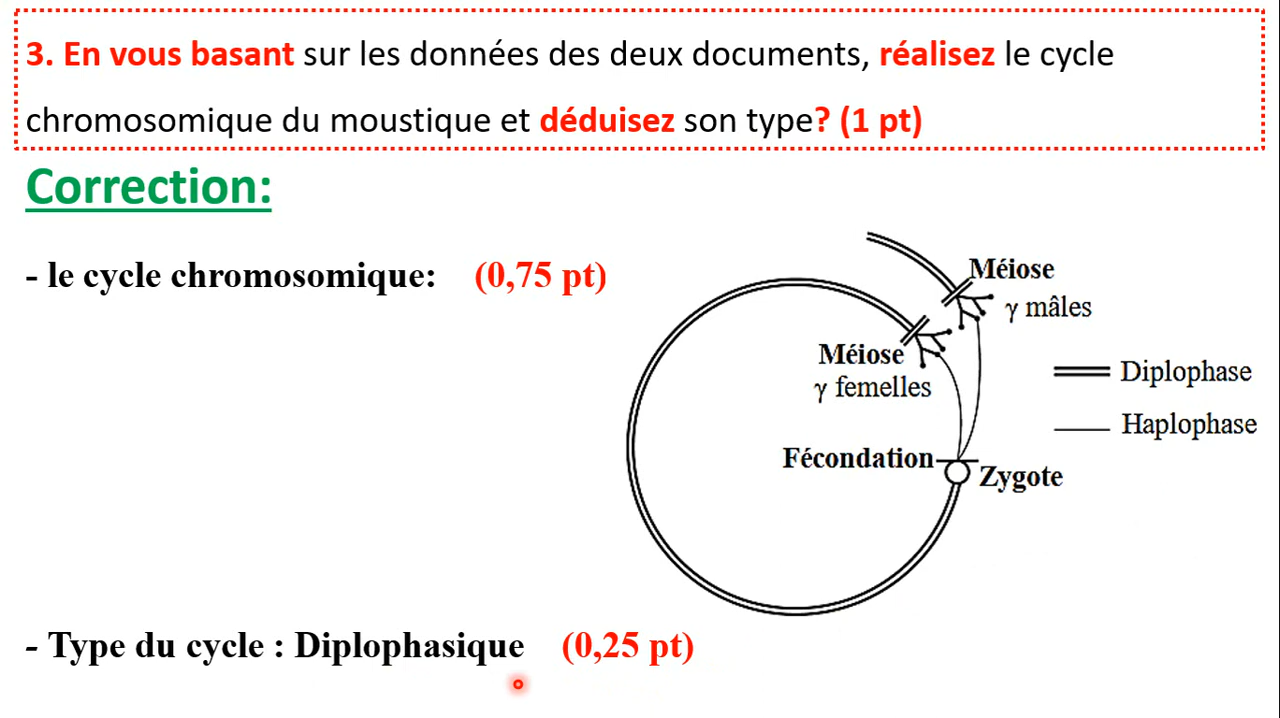 3. En vous basant sur les données des deux documents, réalisez le cycle
chromosomique du moustique et déduisez son type? (1 pt)
Correction:
- le cycle chromosomique: (0,75 pt)
Méiose
γ mâles
Méiose
γ femelles
Diplophase
Haplophase
Fécondation
Zygote
- Type du cycle : Diplophasique (0,25 pt)